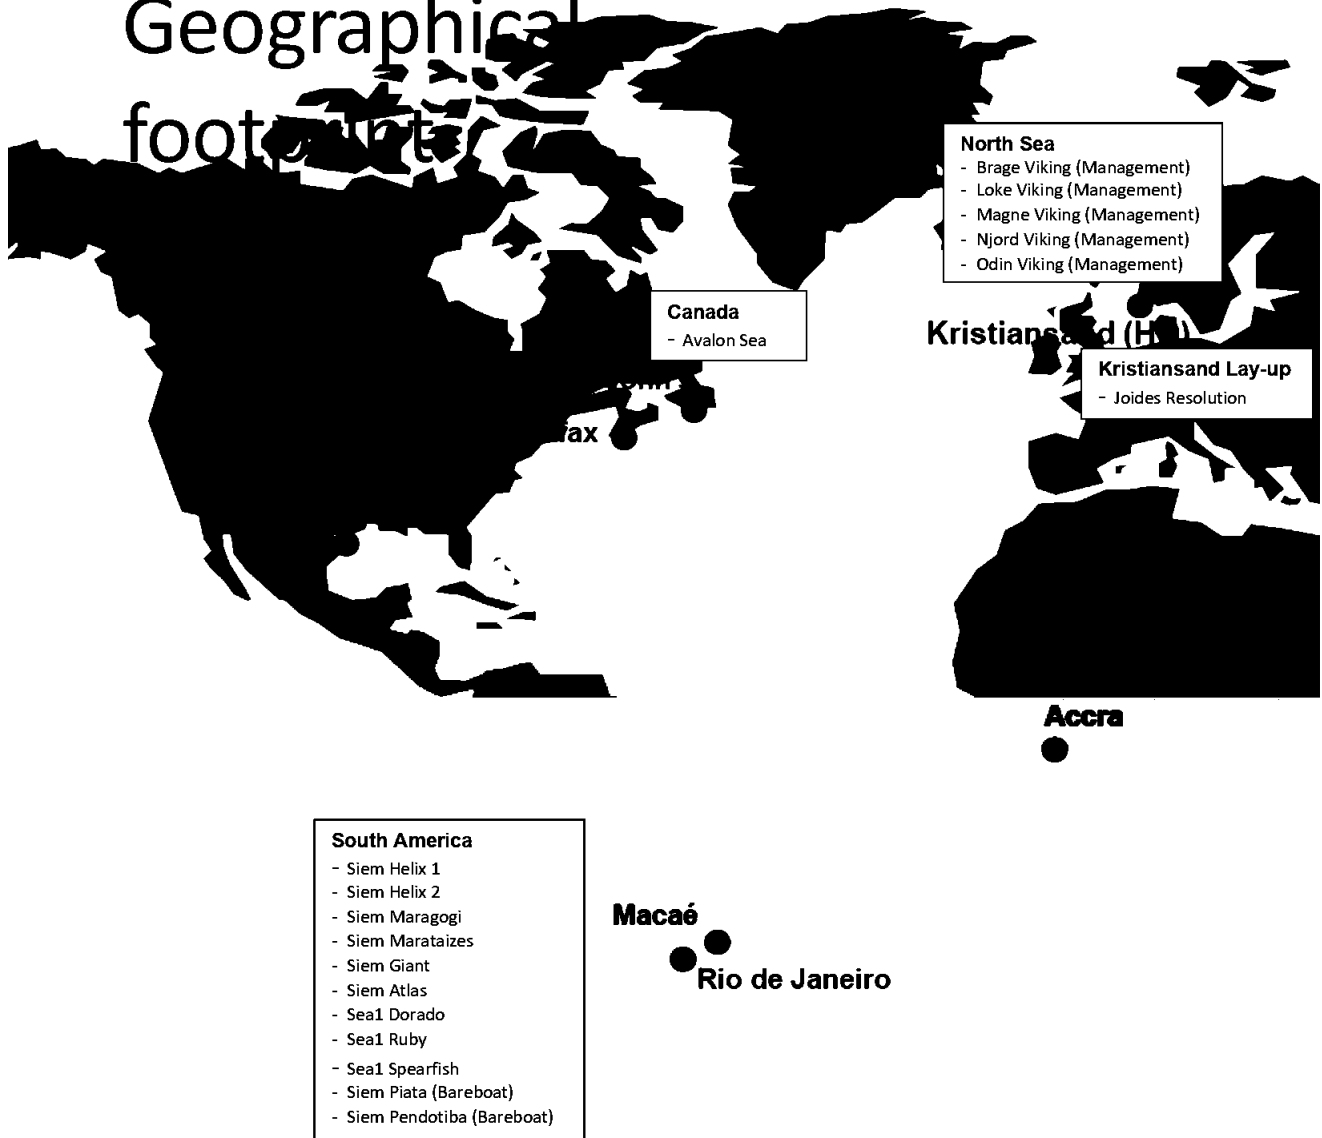 Geographical
footprint
North Sea
- Brage Viking (Management)
- Loke Viking (Management)
- Magne Viking (Management)
- Njord Viking (Management)
- Odin Viking (Management)
Canada
- Avalon Sea
Kristiansand (HQ)
Kristiansand Lay-up
- Joides Resolution
Accra
South America
- Siem Helix 1
- Siem Helix 2
- Siem Maragogi
- Siem Marataizes
- Siem Giant
- Siem Atlas
- Sea1 Dorado
- Sea1 Ruby
- Sea1 Spearfish
- Siem Piata (Bareboat)
- Siem Pendotiba (Bareboat)
Macaé
Rio de Janeiro